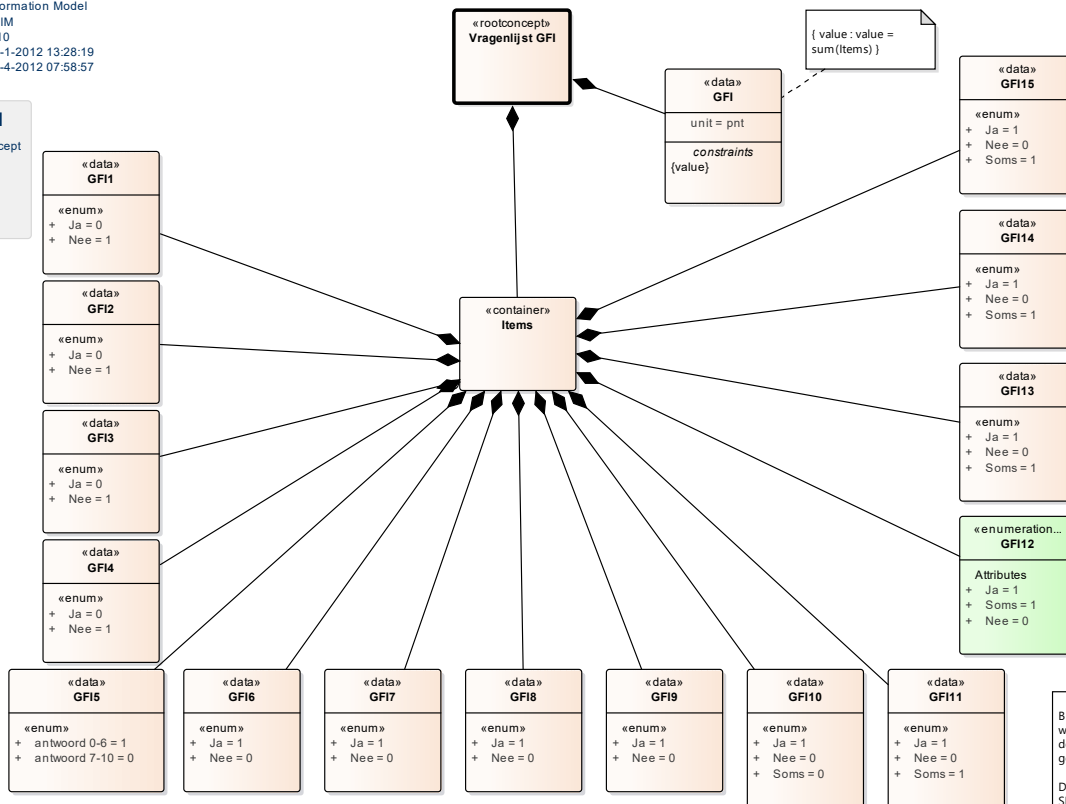 ormation Model
IM
10
-1-2012 13:28:19
-4-2012 07:58:57
cept
«rootconcept»
Vragenlijst GFI
{ value : value =
sum(Items) }
«data»
GFI
unit = pnt
constraints
{value}
«data»
GFI15
«enum»
+ Ja = 1
+ Nee = 0
+ Soms = 1
«data»
GFI1
«enum»
+ Ja = 0
+ Nee = 1
«data»
GFI14
«enum»
+ Ja = 1
+ Nee = 0
+ Soms = 1
«data»
GFI2
«enum»
+ Ja = 0
+ Nee = 1
«container»
Items
«data»
GFI13
«enum»
+ Ja = 1
+ Nee = 0
+ Soms = 1
«data»
GFI3
«enum»
+ Ja = 0
+ Nee = 1
«enumeration...
GFI12
Attributes
+ Ja = 1
+ Soms = 1
+ Nee = 0
«data»
GFI4
«enum»
+ Ja = 0
+ Nee = 1
«data»
GFI5
«enum»
+ antwoord 0-6 = 1
+ antwoord 7-10 = 0
«data»
GFI6
«enum»
+ Ja = 1
+ Nee = 0
«data»
GFI7
«enum»
+ Ja = 1
+ Nee = 0
«data»
GFI8
«enum»
+ Ja = 1
+ Nee = 0
«data»
GFI9
«enum»
+ Ja = 1
+ Nee = 0
«data»
GFI10
«enum»
+ Ja = 1
+ Nee = 0
+ Soms = 0
«data»
GFI11
«enum»
+ Ja = 1
+ Nee = 0
+ Soms = 1
B
w
d
g
D
S